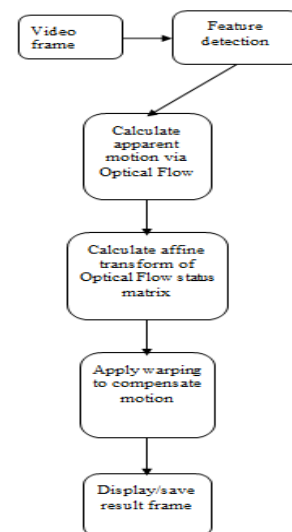 Video
frame
Feature
detection
Calculate
apparent
motion via
Optical Flow
Calculate affine
transform of
Optical Flow status
matrix
Apply warping
to compensate
motion
Display/save
result frame